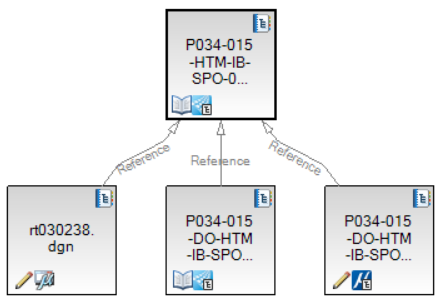 P034-015
-HTM-IB-
SPO-0...
Reference
Reference
Reference
rt030238.
dgn
P034-015
-DO-HTM
-IB-SPO...
P034-015
-DO-HTM
-IB-SPO...